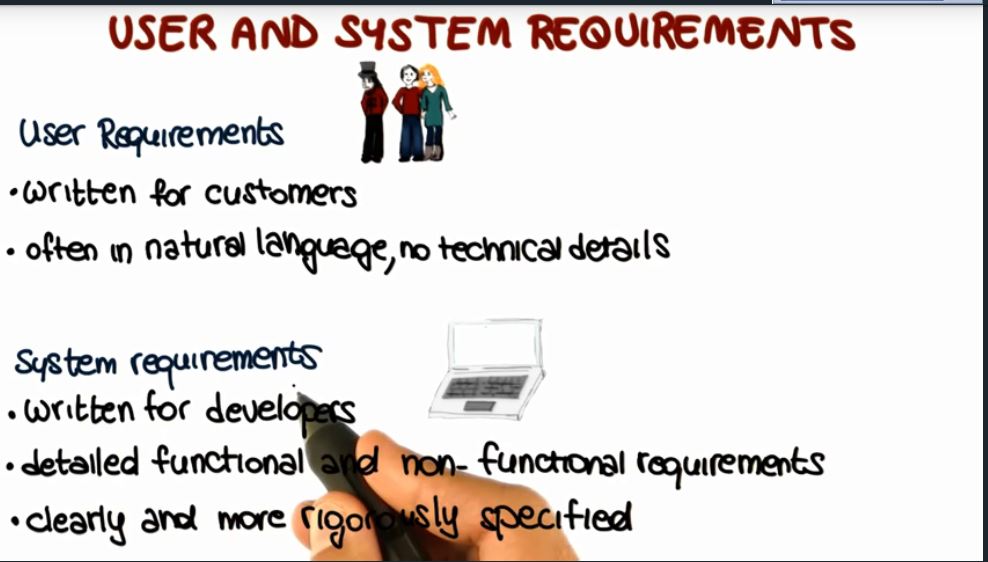 USER AND SYSTEM REQUIREMENTS
User Requirements
• written for customers
• often in natural language, no technical details
System requirements
• written for developers
• detailed functional and non-functional requirements
• clearly and more rigorously specified